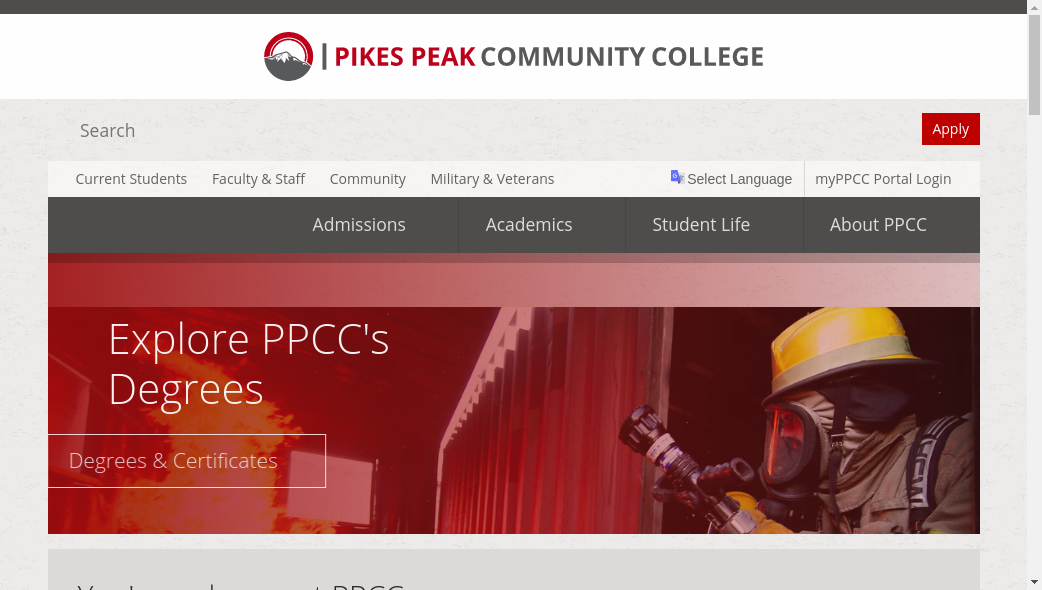 PIKES PEAK COMMUNITY COLLEGE
Search
Apply
Current Students Faculty & Staff Community Military & Veterans Select Language myPPCC Portal Login
Admissions Academics Student Life About PPCC
Explore PPCC's
Degrees
Degrees & Certificates